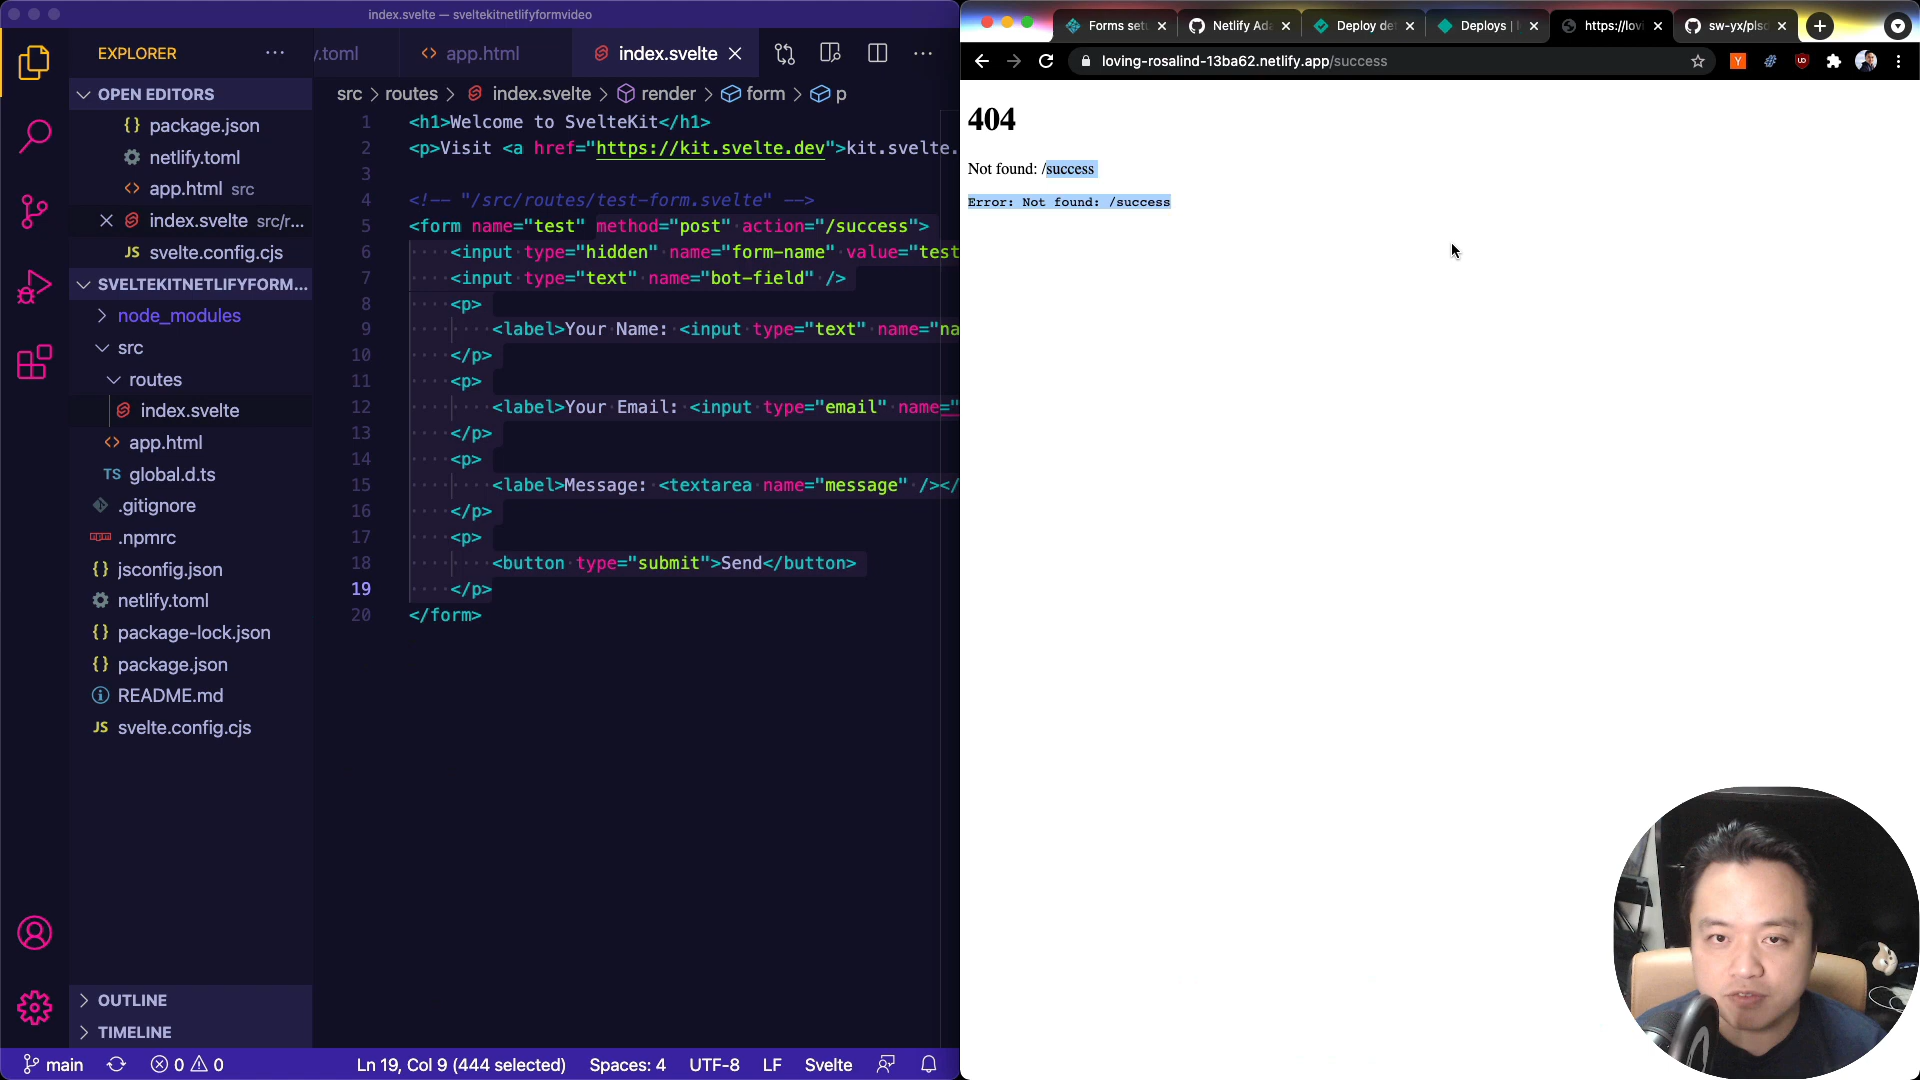 index.svelte — sveltekitnetlifyformvideo
EXPLORER
OPEN EDITORS
package.json
netlify.toml
app.html src
index.svelte src/r...
svelte.config.cjs
SVELTEKITNETLIFYFORM...
node_modules
src
routes
index.svelte
app.html
TS global.d.ts
.gitignore
.npmrc
jsconfig.json
netlify.toml
package-lock.json
package.json
README.md
JS svelte.config.cjs
OUTLINE
TIMELINE
y.toml
app.html
index.svelte
src > routes > index.svelte > render > form > p
1 <h1>Welcome to SvelteKit</h1>
2 <p>Visit <a href="https://kit.svelte.dev">kit.svelte.
3
4 <!-- "/src/routes/test-form.svelte" -->
5 <form name="test" method="post" action="/success">
6 <input type="hidden" name="form-name" value="test
7 <input type="text" name="bot-field" />
8 <p>
9 <label>Your Name: <input type="text" name="na
10 </p>
11 <p>
12 <label>Your Email: <input type="email" name="
13 </p>
14 <p>
15 <label>Message: <textarea name="message" /></
16 </p>
17 <p>
18 <button type="submit">Send</button>
19 </p>
20 </form>
main 0 0 Ln 19, Col 9 (444 selected) Spaces: 4 UTF-8 LF Svelte
Forms set
Netlify Ada
Deploy de
Deploys |
https://lovi
sw-yx/plsd
loving-rosalind-13ba62.netlify.app/success
404
Not found: /success
Error: Not found: /success